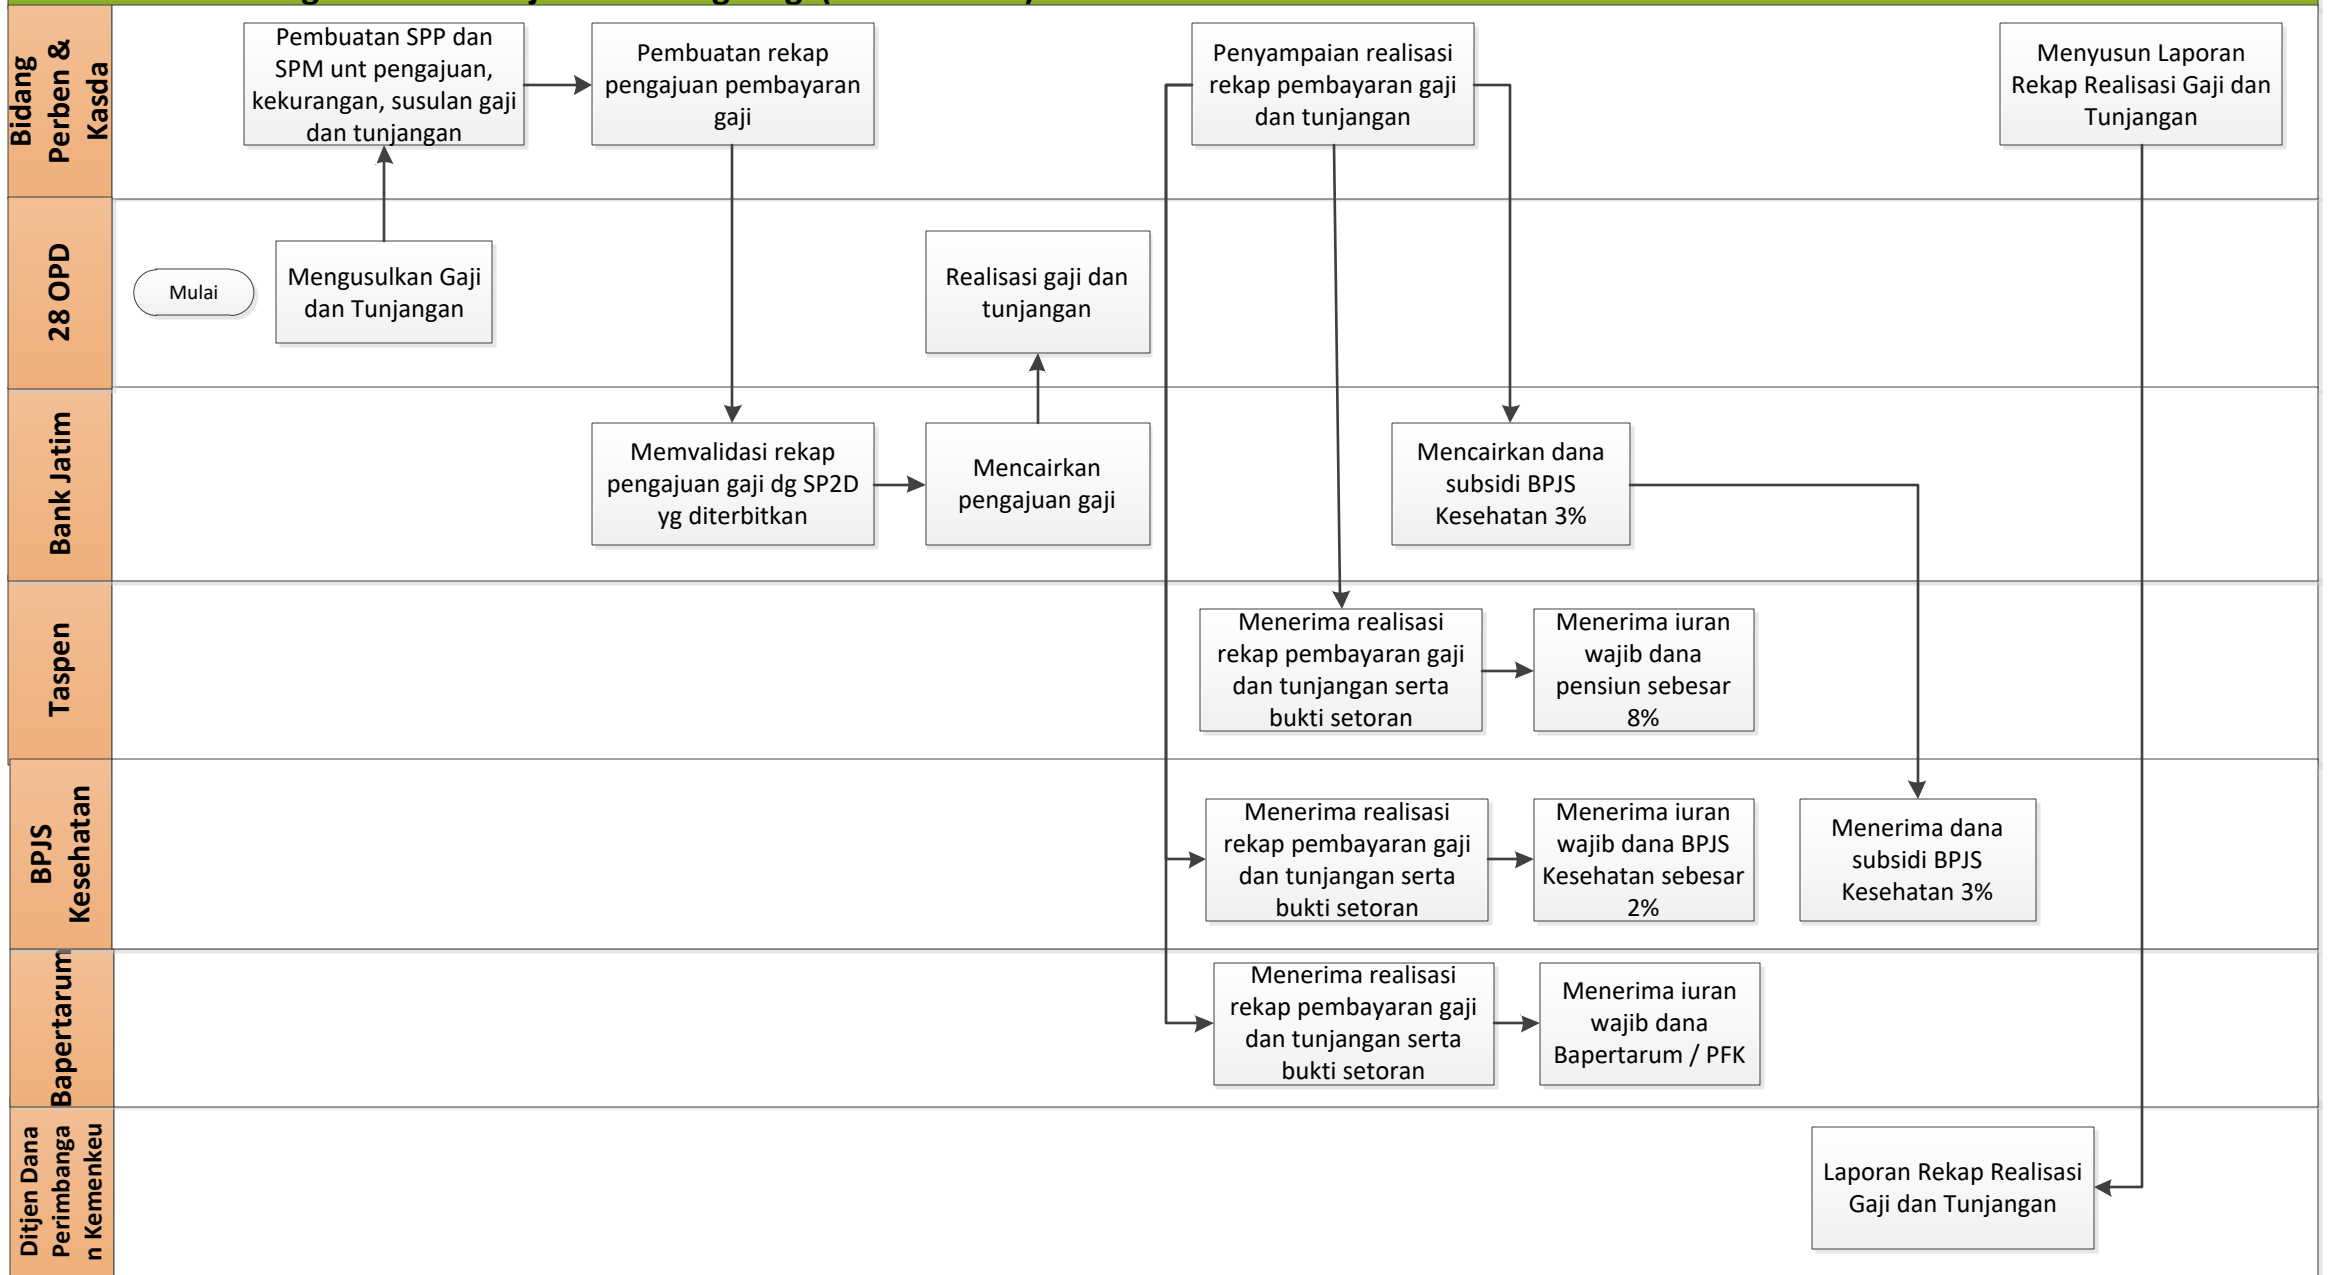 Bidang
Perben &
Kasda
Pembuatan SPP dan
SPM unt pengajuan,
kekurangan, susulan gaji
dan tunjangan
Pembuatan rekap
pengajuan pembayaran
gaji
Penyampaian realisasi
rekap pembayaran gaji
dan tunjangan
Menyusun Laporan
Rekap Realisasi Gaji dan
Tunjangan
28 OPD
Mulai
Mengusulkan Gaji
dan Tunjangan
Realisasi gaji dan
tunjangan
Bank Jatim
Memvalidasi rekap
pengajuan gaji dg SP2D
yg diterbitkan
Mencairkan
pengajuan gaji
Mencairkan dana
subsidi BPJS
Kesehatan 3%
Taspen
Menerima realisasi
rekap pembayaran gaji
dan tunjangan serta
bukti setoran
Menerima iuran
wajib dana
pensiun sebesar
8%
BPJS
Kesehatan
Menerima realisasi
rekap pembayaran gaji
dan tunjangan serta
bukti setoran
Menerima iuran
wajib dana BPJS
Kesehatan sebesar
2%
Menerima dana
subsidi BPJS
Kesehatan 3%
Bapertarum
Menerima realisasi
rekap pembayaran gaji
dan tunjangan serta
bukti setoran
Menerima iuran
wajib dana
Bapertarum / PFK
Ditjen Dana
Perimbanga
n Kemenkeu
Laporan Rekap Realisasi
Gaji dan Tunjangan